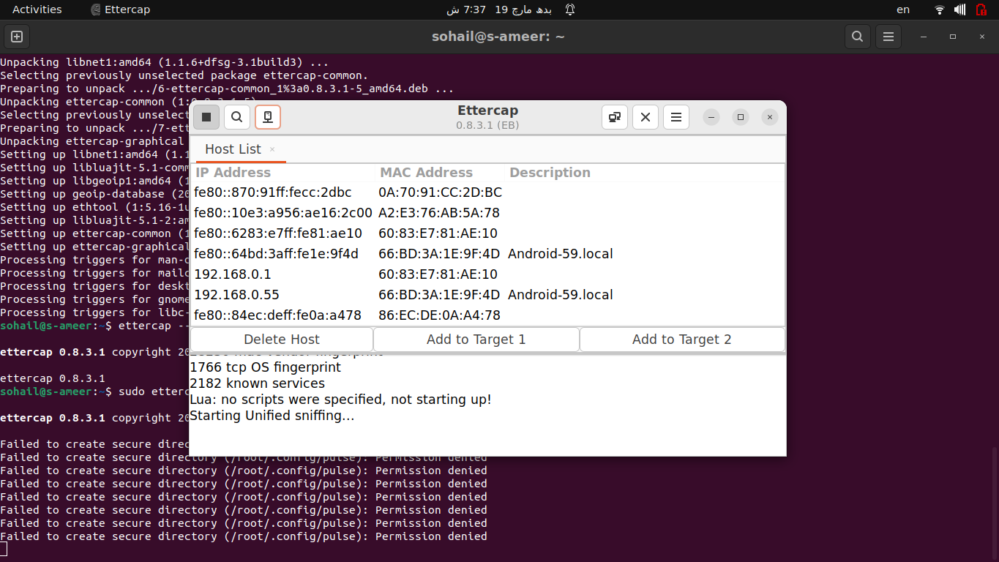 Activities Ettercap بدھ مارچ 19 7:37 ش en
sohail@s-ameer: ~
Unpacking libnet1:amd64 (1.1.6+dfsg-3.1build3) ...
Selecting previously unselected package ettercap-common.
Preparing to unpack .../6-ettercap-common_1%3a0.8.3.1-5_amd64.deb ...
Unpacking ettercap-common (1:0.8.3.1-5)
Selecting previously unselect
Preparing to unpack .../7-ett
Unpacking ettercap-graphical
Setting up libnet1:amd64 (1.1
Setting up libluajit-5.1-comm
Setting up libgeoip1:amd64 (1
Setting up geoip-database (20
Setting up ethtool (1:5.16-1u
Setting up libluajit-5.1-2:am
Setting up ettercap-common (1
Setting up ettercap-graphical
Processing triggers for man-d
Processing triggers for mailc
Processing triggers for deskt
Processing triggers for gnome
Processing triggers for libc-
sohail@s-ameer:~$ ettercap --
ettercap 0.8.3.1 copyright 20
ettercap 0.8.3.1
sohail@s-ameer:~$ sudo etterc
ettercap 0.8.3.1 copyright 20
Failed to create secure direc
Failed to create secure directory (/root/.config/pulse): Permission denied
Failed to create secure directory (/root/.config/pulse): Permission denied
Failed to create secure directory (/root/.config/pulse): Permission denied
Failed to create secure directory (/root/.config/pulse): Permission denied
Failed to create secure directory (/root/.config/pulse): Permission denied
Failed to create secure directory (/root/.config/pulse): Permission denied
Failed to create secure directory (/root/.config/pulse): Permission denied
Ettercap
0.8.3.1 (EB)
Host List
IP Address MAC Address Description
fe80::870:91ff:fecc:2dbc 0A:70:91:CC:2D:BC
fe80::10e3:a956:ae16:2c00 A2:E3:76:AB:5A:78
fe80::6283:e7ff:fe81:ae10 60:83:E7:81:AE:10
fe80::64bd:3aff:fe1e:9f4d 66:BD:3A:1E:9F:4D Android-59.local
192.168.0.1 60:83:E7:81:AE:10
192.168.0.55 66:BD:3A:1E:9F:4D Android-59.local
fe80::84ec:deff:fe0a:a478 86:EC:DE:0A:A4:78
Delete Host Add to Target 1 Add to Target 2
mac vendor fingerprint
1766 tcp OS fingerprint
2182 known services
Lua: no scripts were specified, not starting up!
Starting Unified sniffing...